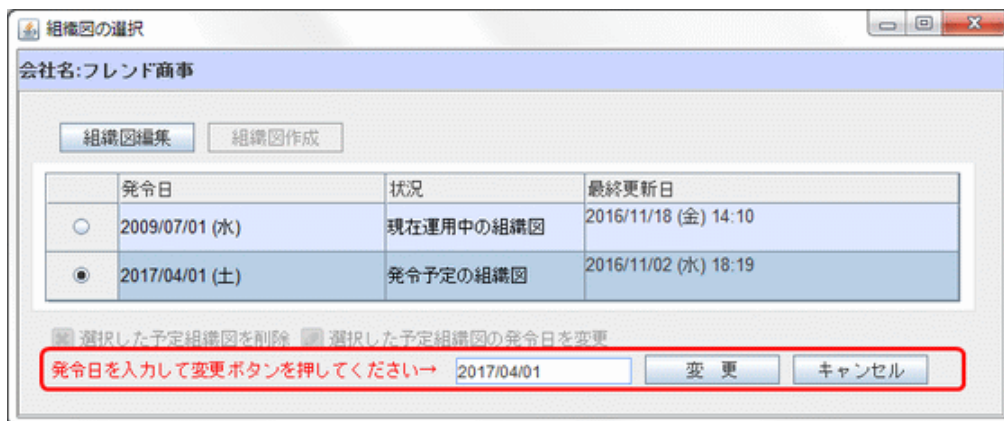 組織図の選択
会社名:フレンド商事
組織図編集 組織図作成
発令日 状況 最終更新日
2009/07/01 (水) 現在運用中の組織図 2016/11/18 (金) 14:10
2017/04/01 (土) 発令予定の組織図 2016/11/02 (水) 18:19
選択した予定組織図を削除 選択した予定組織図の発令日を変更
発令日を入力して変更ボタンを押してください→ 2017/04/01 変 更 キャンセル